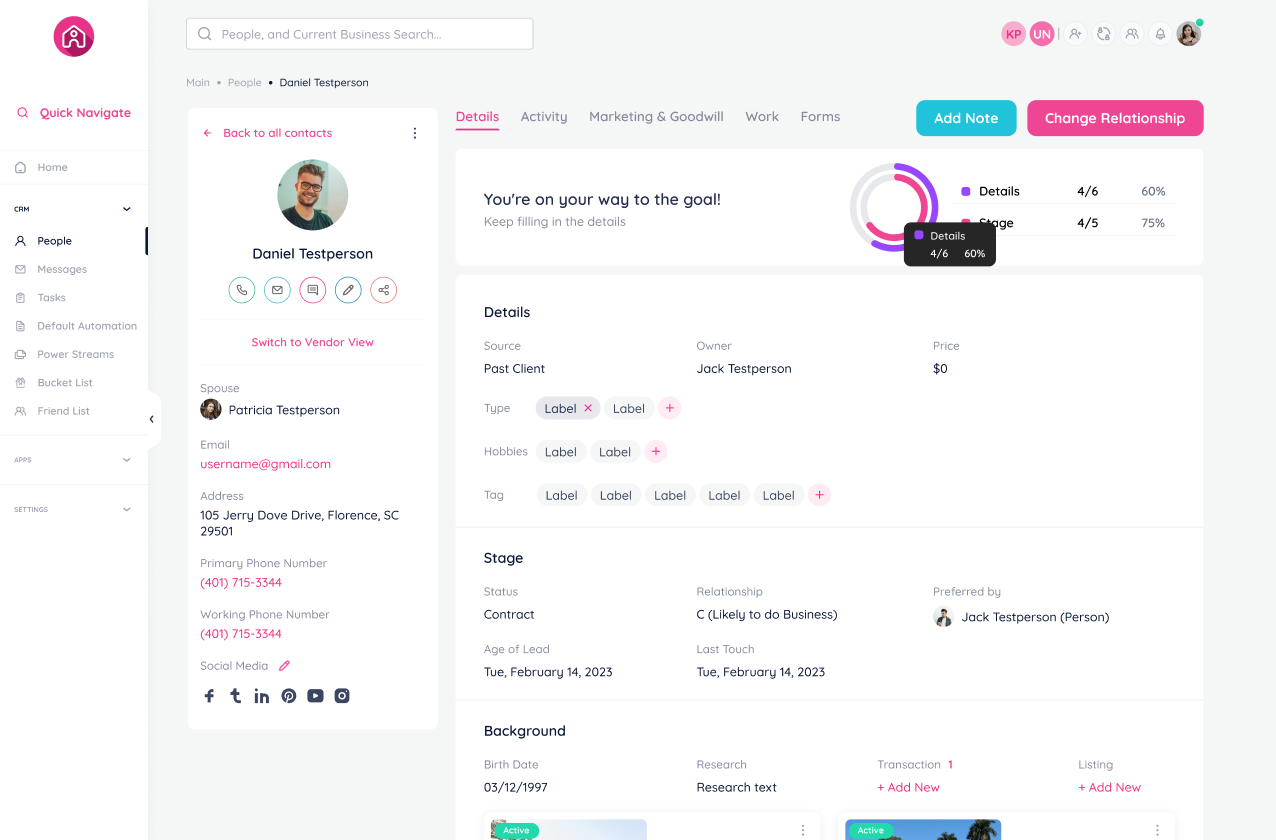 People, and Current Business Search...
KP UN
Quick Navigate
Home
CRM
People
Messages
Tasks
Default Automation
Power Streams
Bucket List
Friend List
APPS
SETTINGS
Main • People • Daniel Testperson
Back to all contacts
Daniel Testperson
Switch to Vendor View
Spouse
Patricia Testperson
Email
username@gmail.com
Address
105 Jerry Dove Drive, Florence, SC
29501
Primary Phone Number
(401) 715-3344
Working Phone Number
(401) 715-3344
Social Media
Details Activity Marketing & Goodwill Work Forms
Add Note Change Relationship
You're on your way to the goal!
Keep filling in the details
Details 4/6 60%
Stage 4/5 75%
Details
4/6 60%
Details
Source Owner Price
Past Client Jack Testperson $0
Type Label Label
Hobbies Label Label
Tag Label Label Label Label Label
Stage
Status Relationship Preferred by
Contract C (Likely to do Business) Jack Testperson (Person)
Age of Lead Last Touch
Tue, February 14, 2023 Tue, February 14, 2023
Background
Birth Date Research Transaction 1 Listing
03/12/1997 Research text + Add New + Add New
Active Active